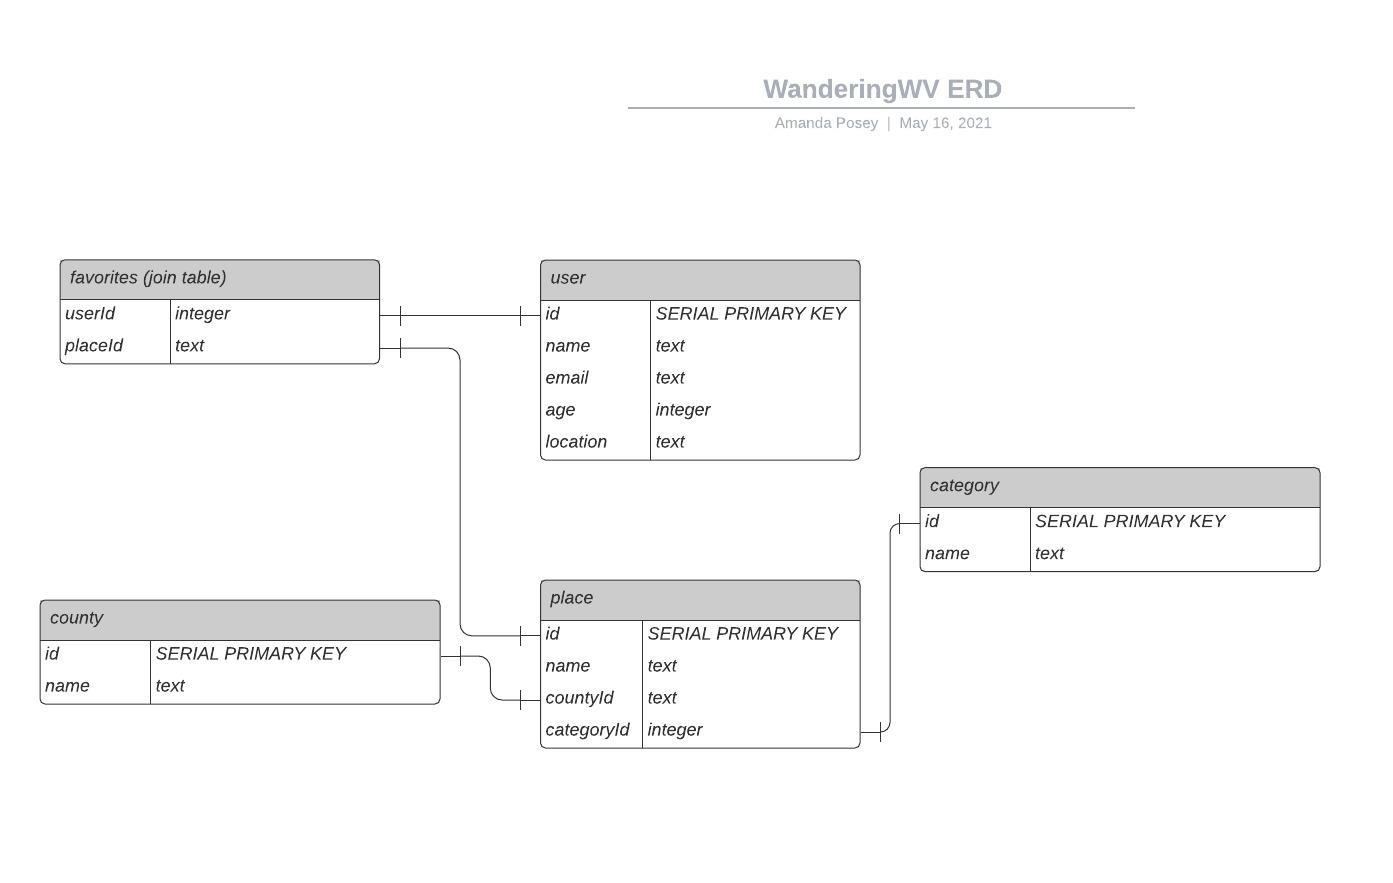 WanderingWV ERD
Amanda Posey | May 16, 2021
favorites (join table)
userId integer
placeId text
user
id SERIAL PRIMARY KEY
name text
email text
age integer
location text
category
id SERIAL PRIMARY KEY
name text
county
id SERIAL PRIMARY KEY
name text
place
id SERIAL PRIMARY KEY
name text
countyId text
categoryId integer